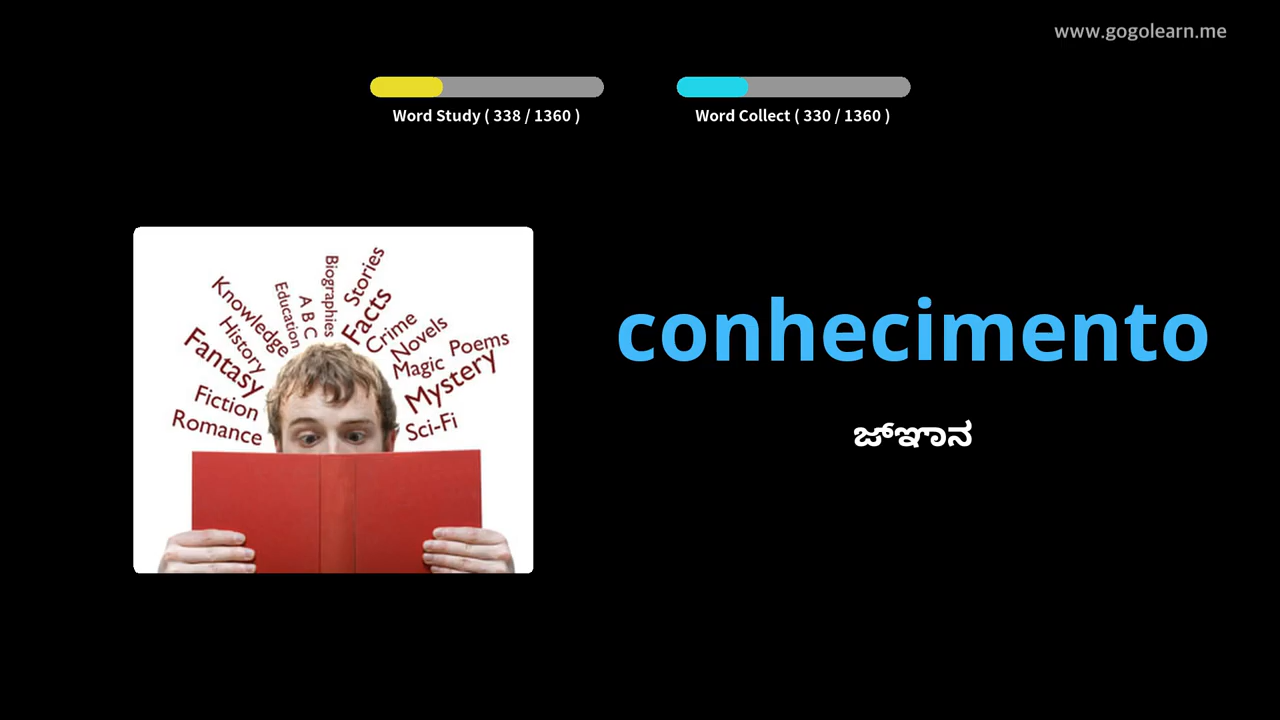 www.gogolearn.me
Word Study ( 338 / 1360 )
Word Collect ( 330 / 1360 )
Stories
Biographies
Facts
Education
A B C
Knowledge
Crime
History
Novels
Fantasy
Magic
Poems
Mystery
Fiction
Romance
Sci-Fi
conhecimento
ಜ್‌ಞಾನ